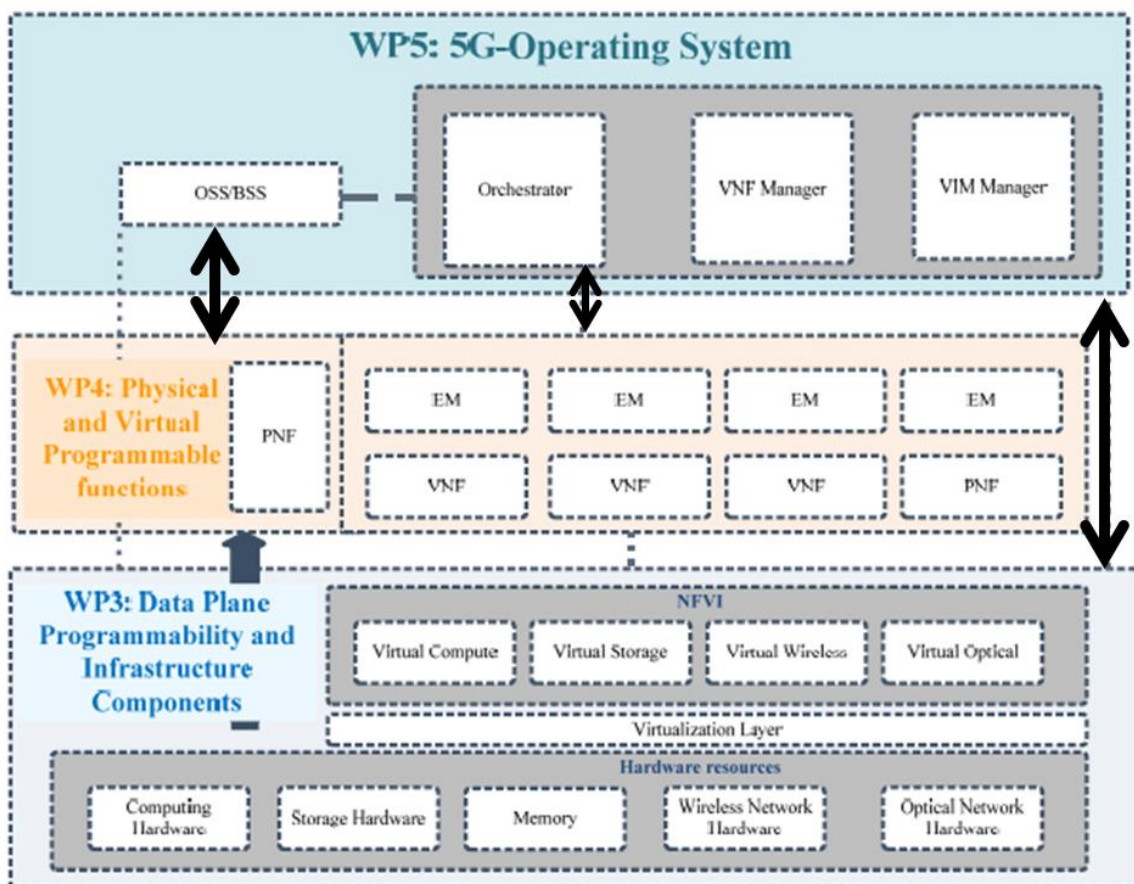 WP5: 5G-Operating System
OSS/BSS
Orchestrator
VNF Manager
VIM Manager
WP4: Physical
and Virtual
Programmable
functions
PNF
EM
EM
EM
EM
VNF
VNF
VNF
PNF
WP3: Data Plane
Programmability and
Infrastructure
Components
NFVI
Virtual Compute
Virtual Storage
Virtual Wireless
Virtual Optical
Virtualization Layer
Hardware resources
Computing
Hardware
Storage Hardware
Memory
Wireless Network
Hardware
Optical Network
Hardware